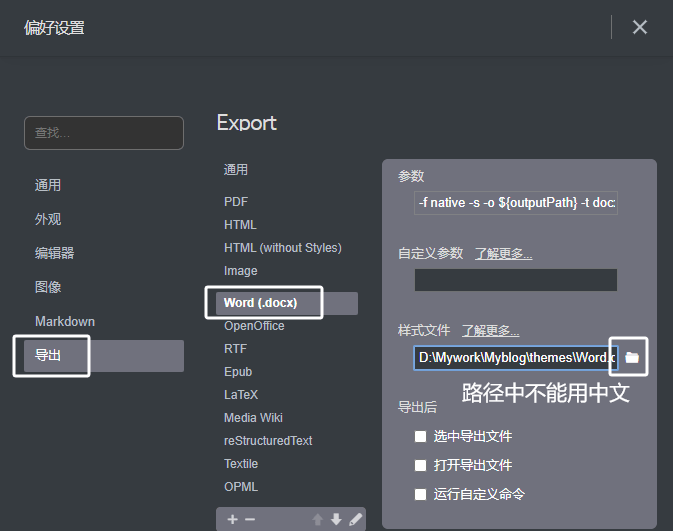 偏好设置
Export
查找...
通用
外观
编辑器
图像
Markdown
导出
通用
PDF
HTML
HTML (without Styles)
Image
Word (.docx)
OpenOffice
RTF
Epub
LaTeX
Media Wiki
reStructuredText
Textile
OPML
参数
-f native -s -o ${outputPath} -t doc
自定义参数 了解更多...
样式文件 了解更多...
D:\Mywork\Myblog\themes\Word.
路径中不能用中文
导出后
选中导出文件
打开导出文件
运行自定义命令